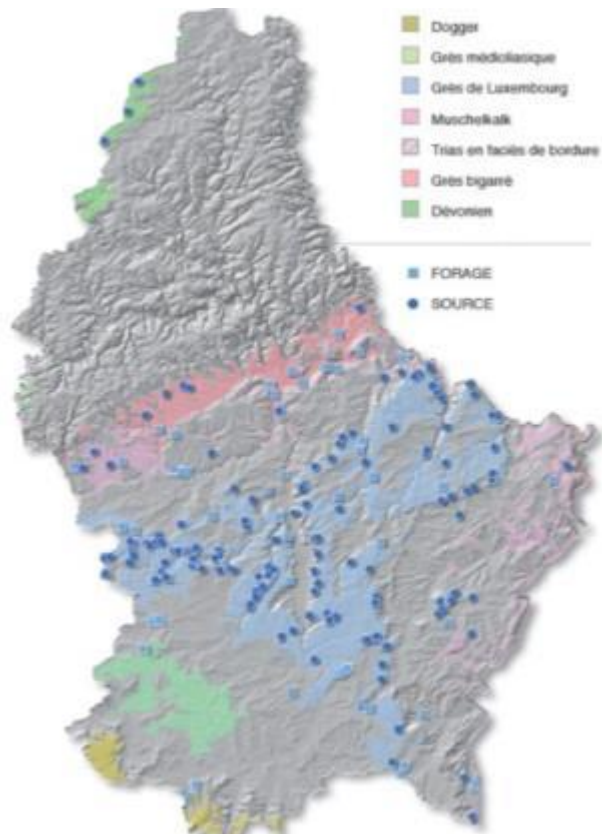 Dogger
Grès médioliasique
Grès de Luxembourg
Muschelkalk
Trias en faciès de bordure
Grès bigarré
Dévonien
FORAGE
SOURCE